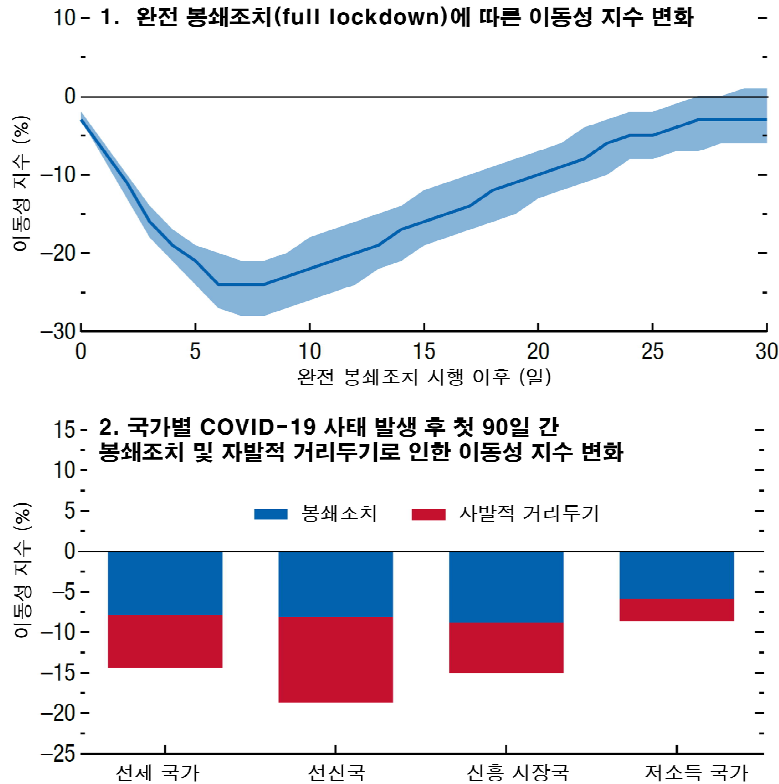 1. 완전 봉쇄조치(full lockdown)에 따른 이동성 지수 변화
10
0
−10
−20
−30
이동성 지수 (%)
0 5 10 15 20 25 30
완전 봉쇄조치 시행 이후 (일)
2. 국가별 COVID-19 사태 발생 후 첫 90일 간
봉쇄조치 및 자발적 거리두기로 인한 이동성 지수 변화
15
10
5
0
−5
−10
−15
−20
−25
이동성 지수 (%)
봉쇄조치 자발적 거리두기
전체 국가 선진국 신흥 시장국 저소득 국가